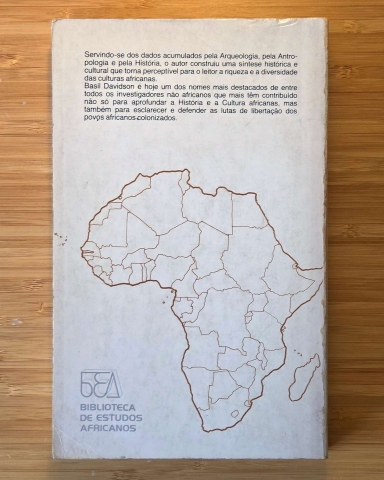 Servindo-se dos dados acumulados pela Arqueologia, pela Antro-
pologia e pela História, o autor construiu uma síntese histórica e
cultural que torna perceptível para o leitor a riqueza e a diversidade
das culturas africanas.
Basil Davidson é hoje um dos nomes mais destacados de entre
todos os investigadores não africanos que mais têm contribuído
não só para aprofundar a História e a Cultura africanas, mas
também para esclarecer e defender as lutas de libertação dos
povos africanos colonizados.
BEA
BIBLIOTECA
DE ESTUDOS
AFRICANOS